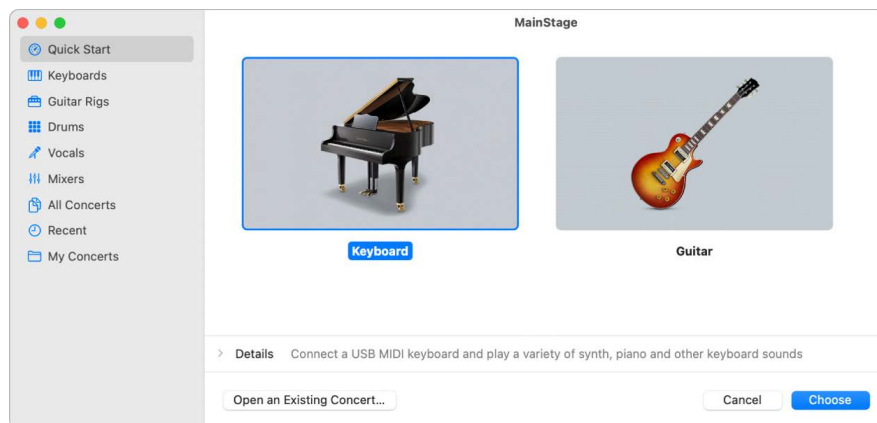 MainStage
Quick Start
Keyboards
Guitar Rigs
Drums
Vocals
Mixers
All Concerts
Recent
My Concerts
Keyboard
Guitar
Details Connect a USB MIDI keyboard and play a variety of synth, piano and other keyboard sounds
Open an Existing Concert...
Cancel
Choose